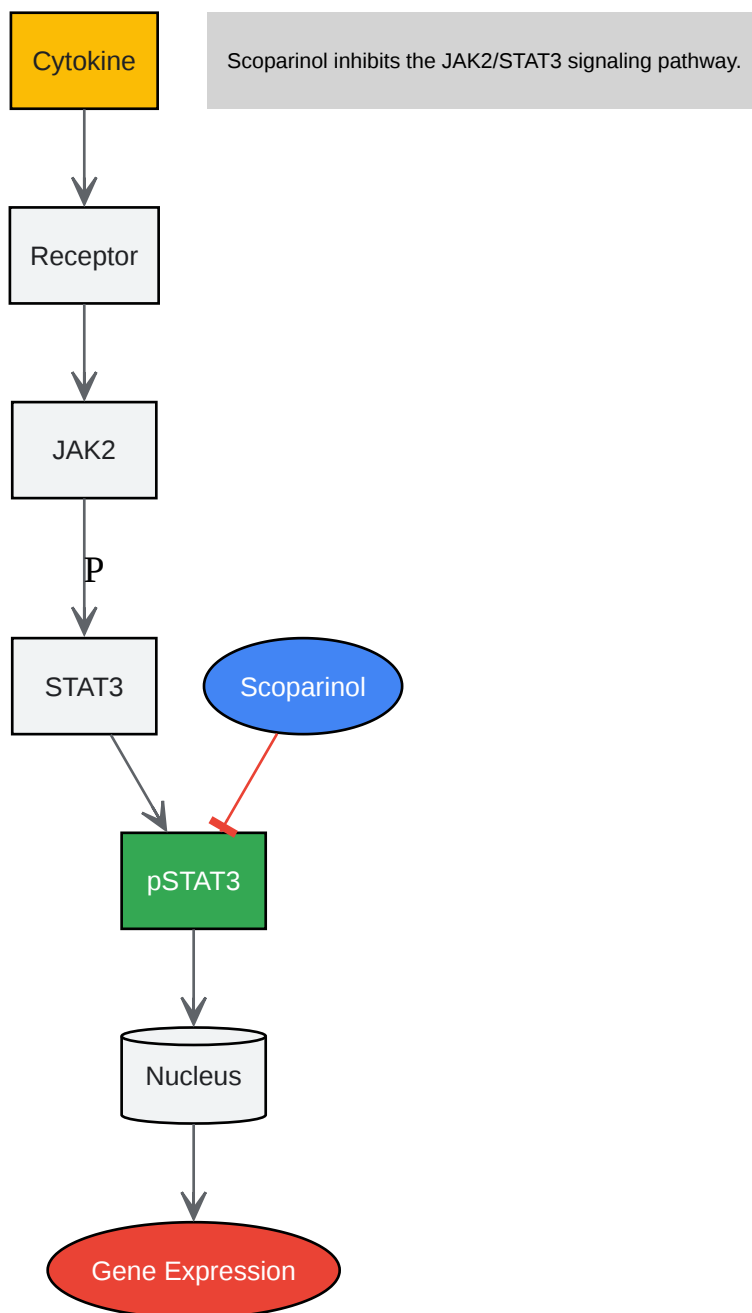 Cytokine
Scoparinol inhibits the JAK2/STAT3 signaling pathway.
Receptor
JAK2
P
STAT3
Scoparinol
pSTAT3
Nucleus
Gene Expression